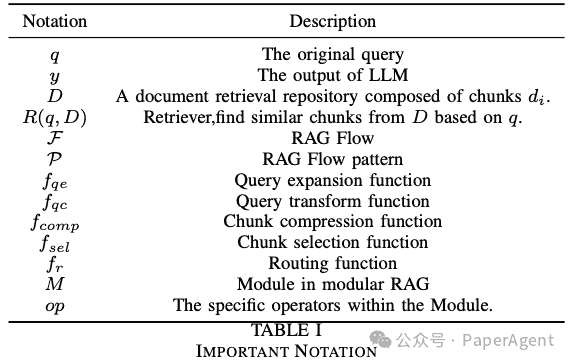 Notation Description
q The original query
y The output of LLM
D A document retrieval repository composed of chunks dᵢ.
R(q, D) Retriever,find similar chunks from D based on q.
ℱ RAG Flow
𝒫 RAG Flow pattern
f_qe Query expansion function
f_qc Query transform function
f_comp Chunk compression function
f_sel Chunk selection function
f_r Routing function
M Module in modular RAG
op The specific operators within the Module.
TABLE I
IMPORTANT NOTATION
公众号 · PaperAgent